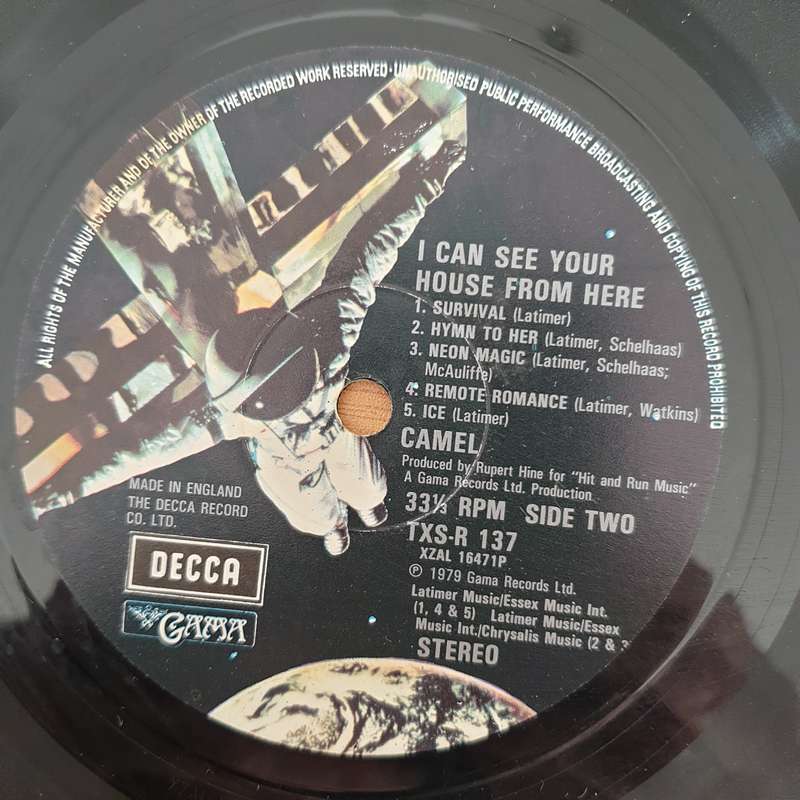 ALL RIGHTS OF THE MANUFACTURER AND OF THE OWNER OF THE RECORDED WORK RESERVED · UNAUTHORISED PUBLIC PERFORMANCE BROADCASTING AND COPYING OF THIS RECORD PROHIBITED
I CAN SEE YOUR
HOUSE FROM HERE
1. SURVIVAL (Latimer)
2. HYMN TO HER (Latimer, Schelhaas)
3. NEON MAGIC (Latimer, Schelhaas;
McAuliffe)
4. REMOTE ROMANCE (Latimer, Watkins)
5. ICE (Latimer)
CAMEL
Produced by Rupert Hine for "Hit and Run Music"
A Gama Records Ltd. Production
33⅓ RPM SIDE TWO
TXS-R 137
XZAL 16471P
℗ 1979 Gama Records Ltd.
Latimer Music/Essex Music Int.
(1, 4 & 5) Latimer Music/Essex
Music Int./Chrysalis Music (2 & 3)
STEREO
MADE IN ENGLAND
THE DECCA RECORD
CO. LTD.
DECCA
GAMA